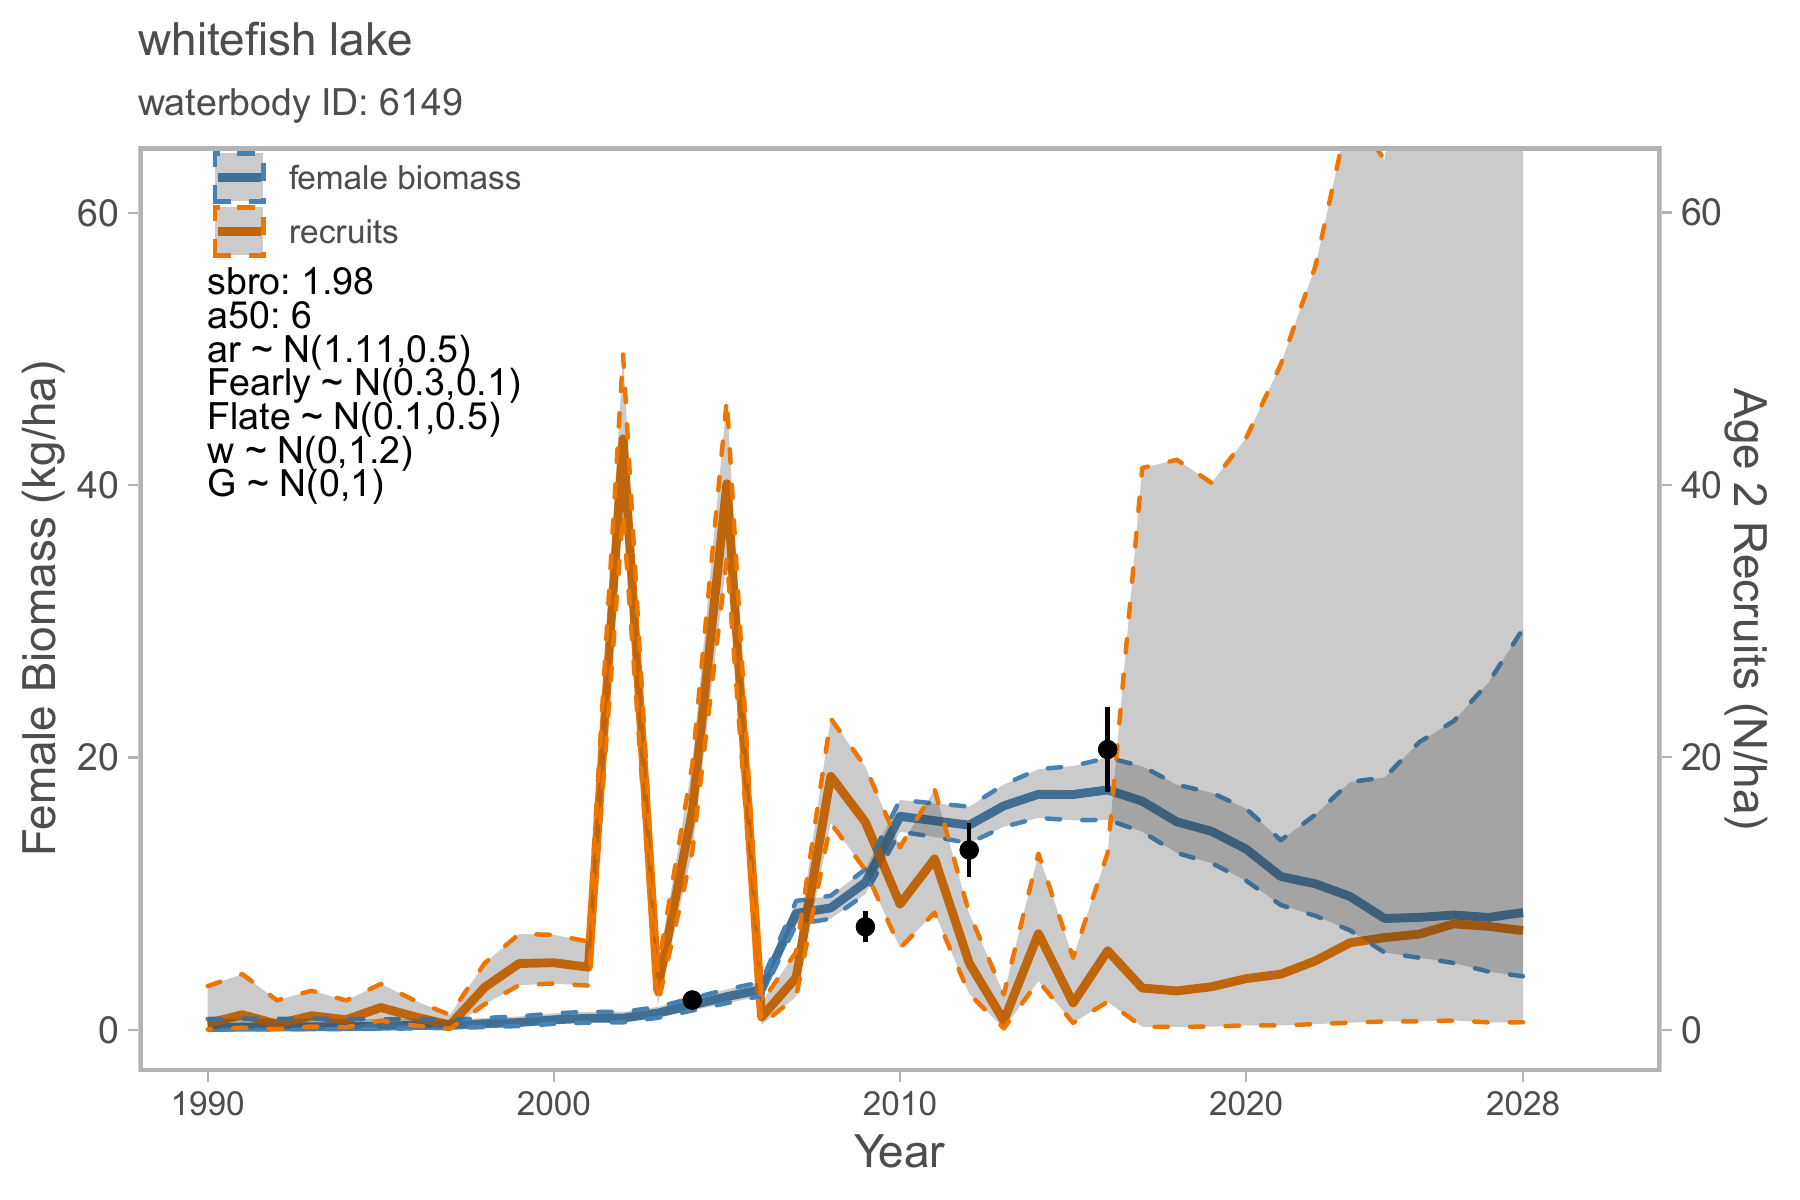 whitefish lake
waterbody ID: 6149
female biomass
recruits
sbro: 1.98
a50: 6
ar ~ N(1.11,0.5)
Fearly ~ N(0.3,0.1)
Flate ~ N(0.1,0.5)
w ~ N(0,1.2)
G ~ N(0,1)
60
40
20
0
Female Biomass (kg/ha)
60
40
20
0
Age 2 Recruits (N/ha)
1990
2000
2010
2020
2028
Year